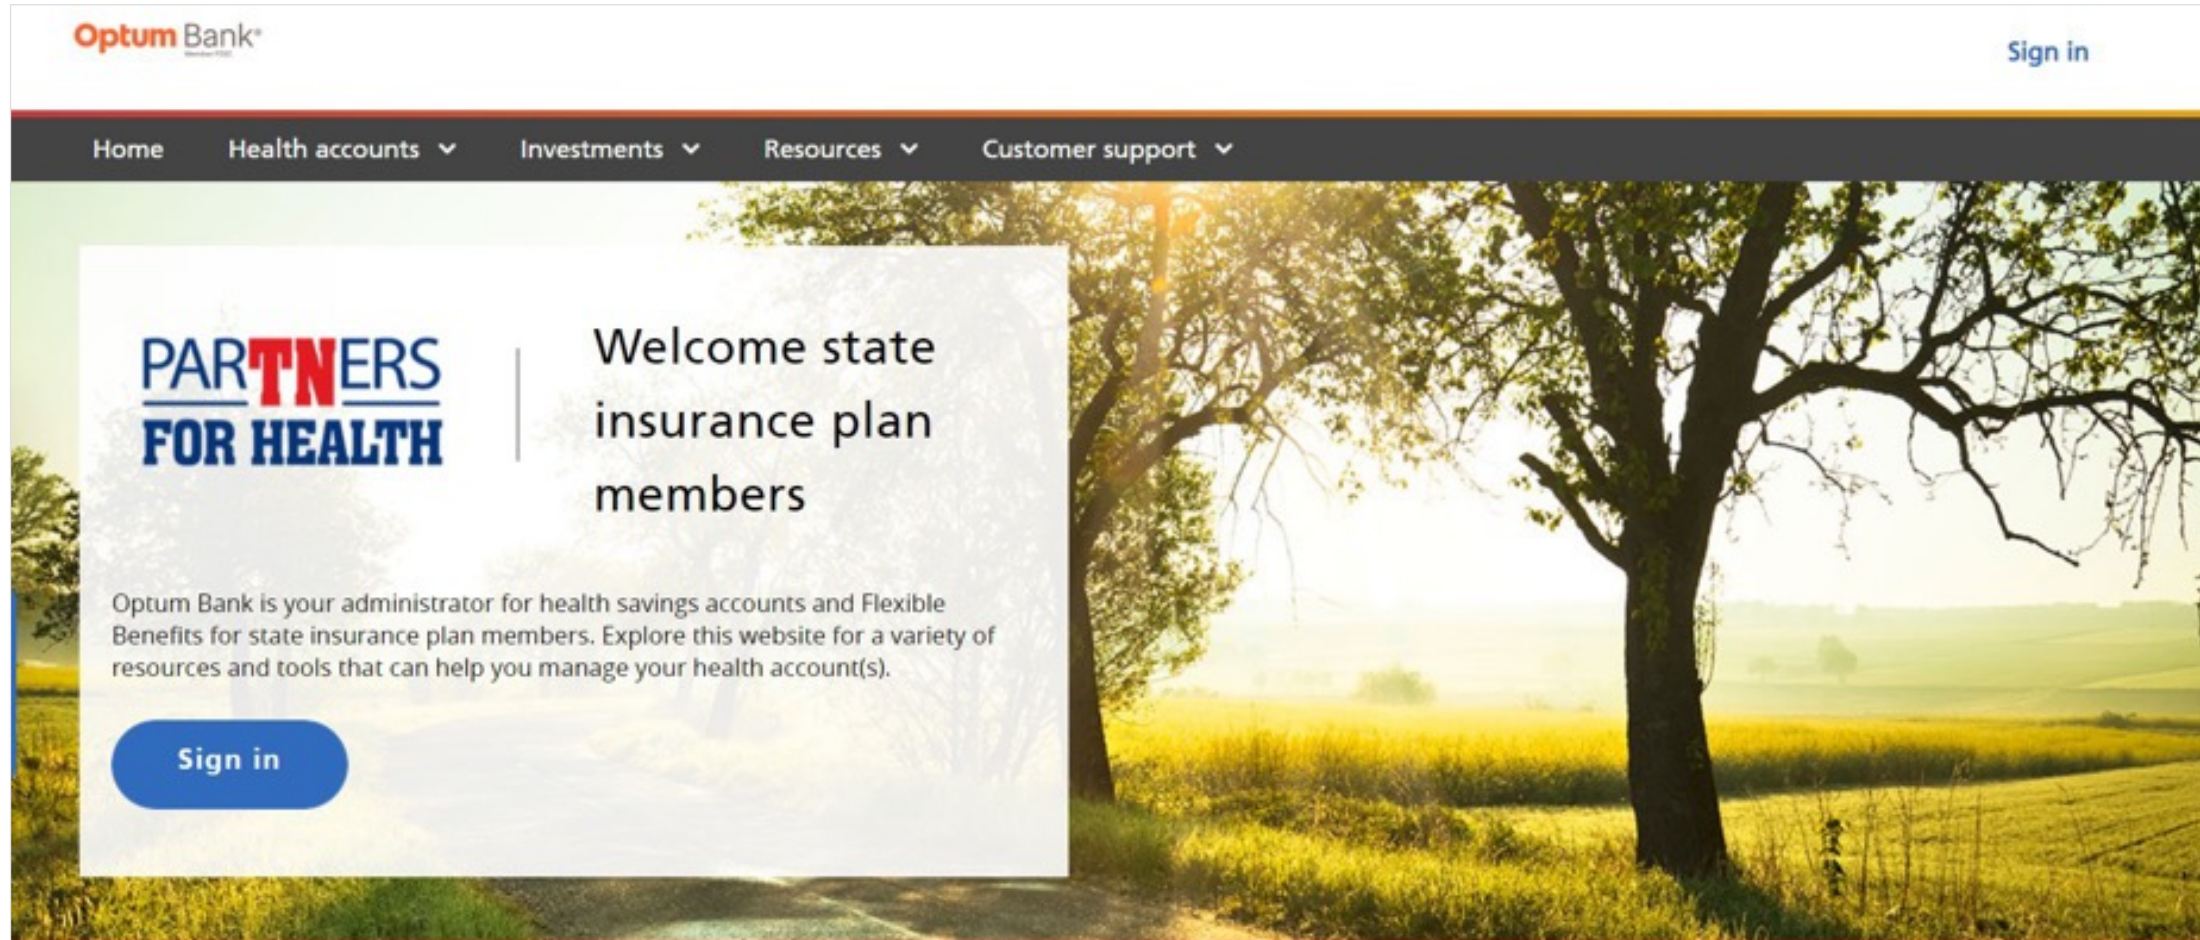 Optum Bank®
Member FDIC
Sign in
Home Health accounts Investments Resources Customer support
PARTNERS
FOR HEALTH
Welcome state
insurance plan
members
Optum Bank is your administrator for health savings accounts and Flexible
Benefits for state insurance plan members. Explore this website for a variety of
resources and tools that can help you manage your health account(s).
Sign in